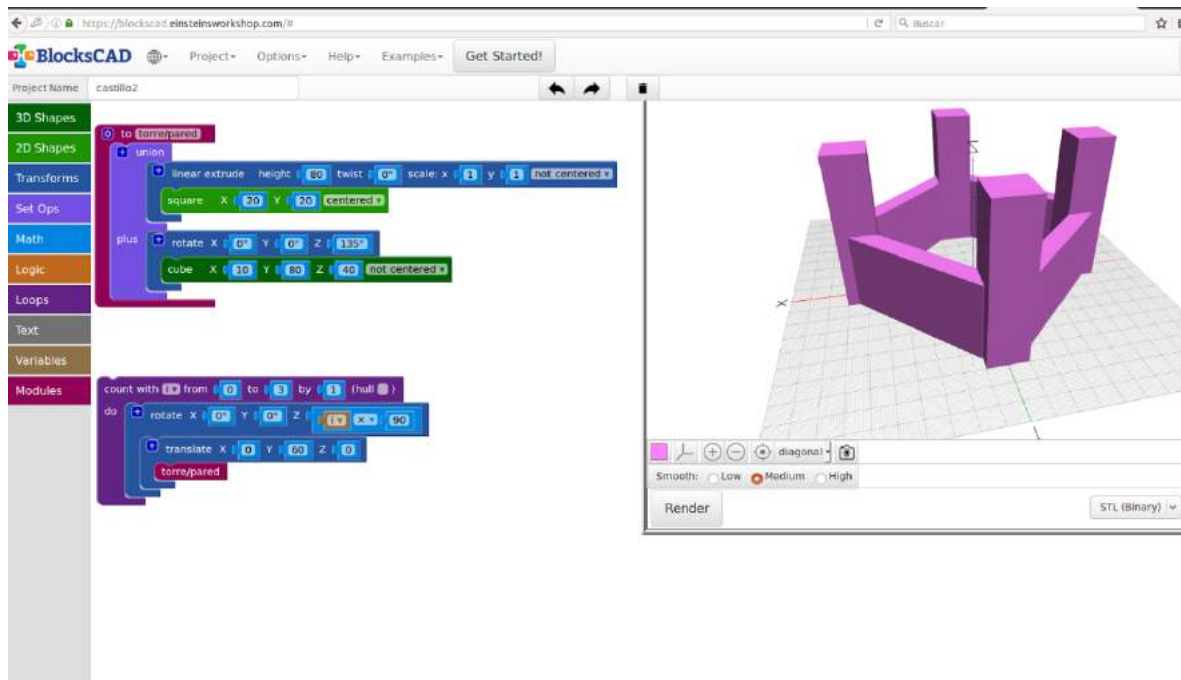 https://blockscad.einsteinsworkshop.com/#
Buscar
BlocksCAD
Project
Options
Help
Examples
Get Started!
Project Name
castillo2
3D Shapes
2D Shapes
Transforms
Set Ops
Math
Logic
Loops
Text
Variables
Modules
to torre/pared
union
linear extrude height 80 twist 0° scale: x 1 y 1 not centered
square X 20 Y 20 centered
plus
rotate X 0° Y 0° Z 135°
cube X 10 Y 80 Z 40 not centered
count with i from 0 to 3 by 1 (hull )
do
rotate X 0° Y 0° Z i x 90
translate X 0 Y 60 Z 0
torre/pared
Z
X
diagonal
Smooth: Low Medium High
Render
STL (Binary)